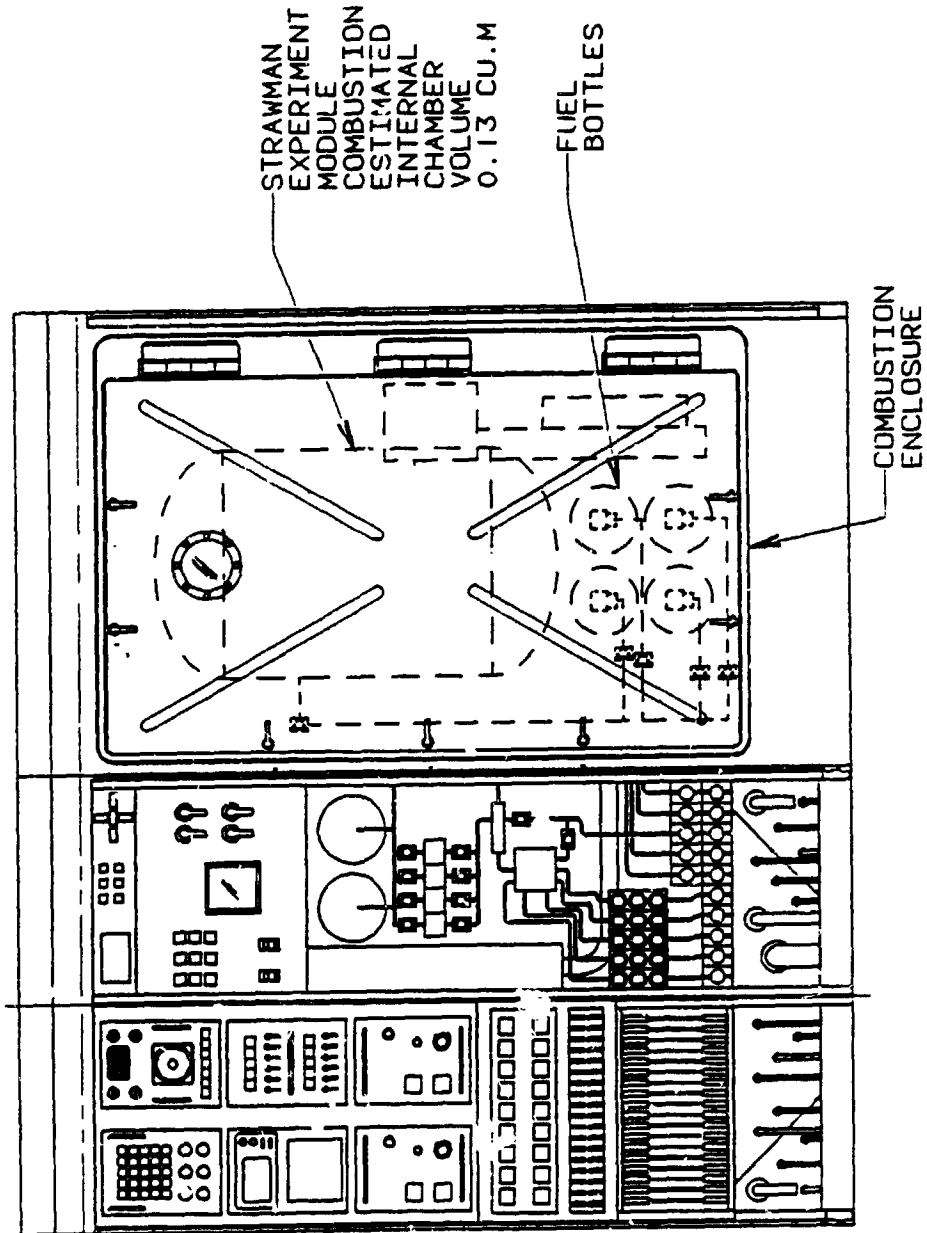 STRAWMAN
EXPERIMENT
MODULE
COMBUSTION
ESTIMATED
INTERNAL
CHAMBER
VOLUME
0.13 CU.M
FUEL
BOTTLES
COMBUSTION
ENCLOSURE